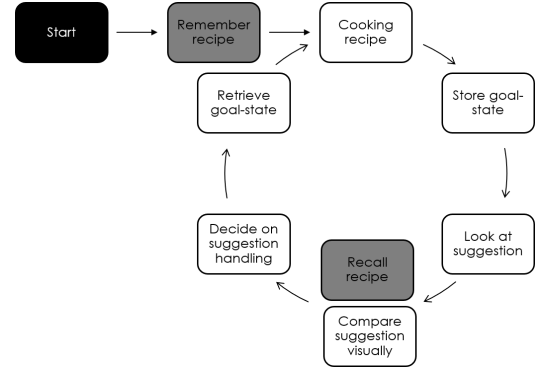 Start
Remember
recipe
Cooking
recipe
Retrieve
goal-state
Store goal-
state
Decide on
suggestion
handling
Look at
suggestion
Recall
recipe
Compare
suggestion
visually